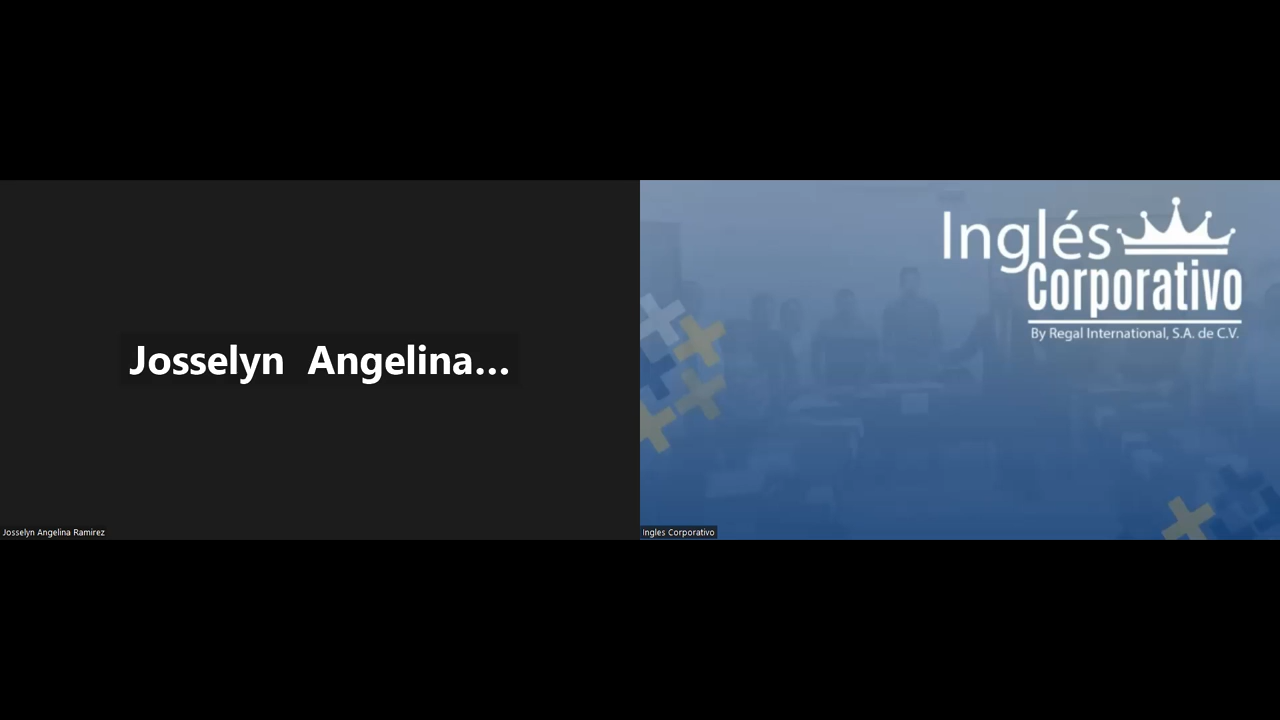 Josselyn Angelina...
Josselyn Angelina Ramirez
Inglés
Corporativo
By Regal International, S.A. de C.V.
Ingles Corporativo